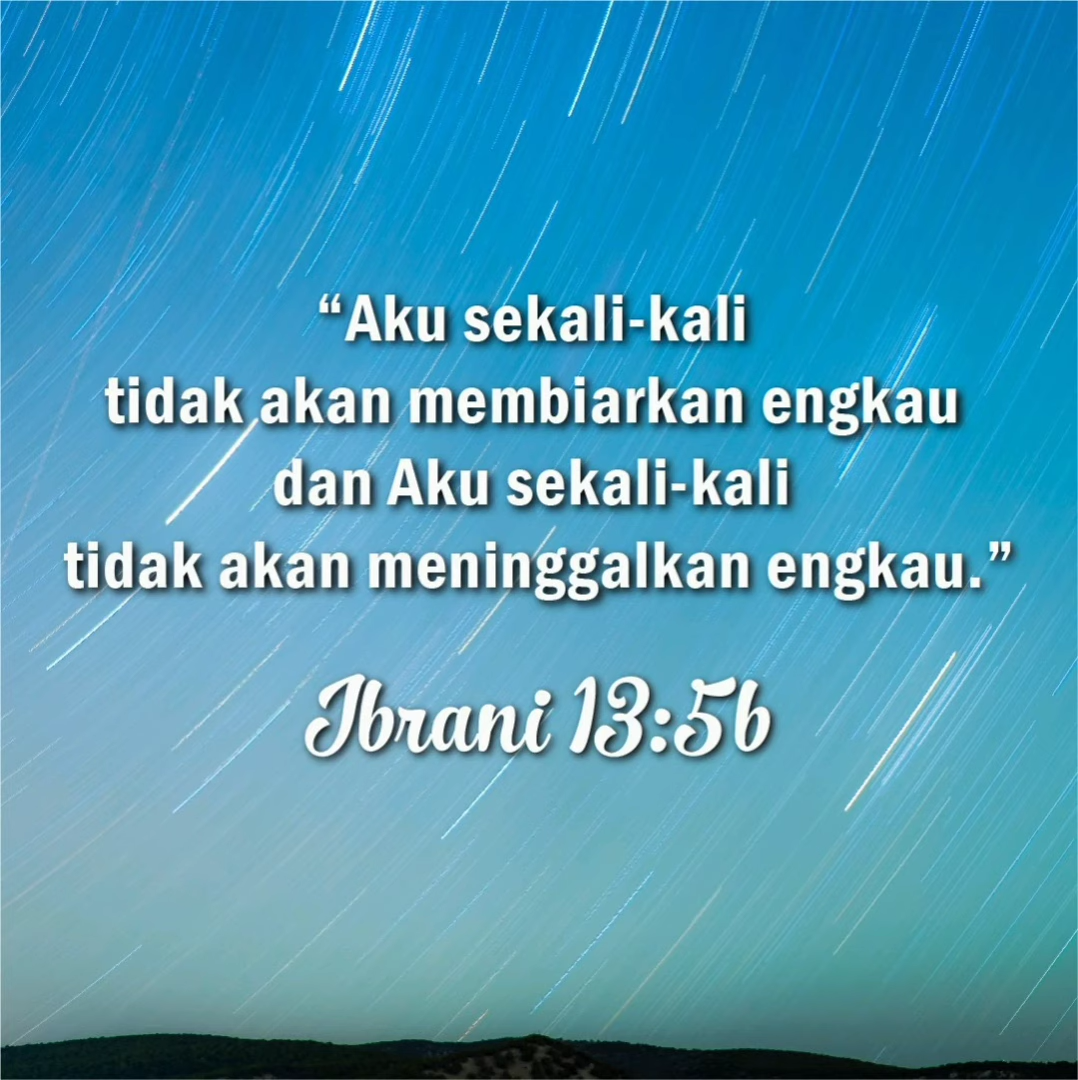 “Aku sekali-kali
tidak akan membiarkan engkau
dan Aku sekali-kali
tidak akan meninggalkan engkau.”
Ibrani 13:5b